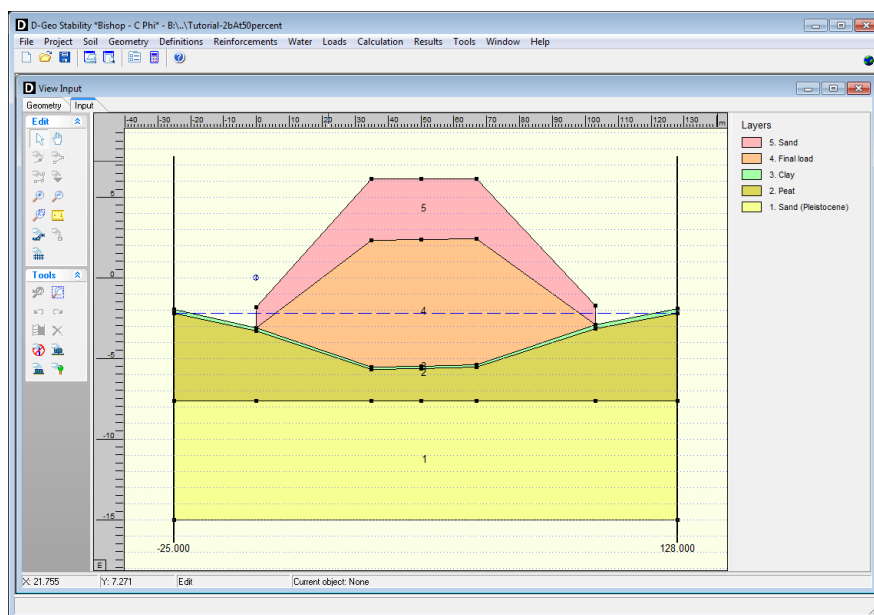 D-Geo Stability *Bishop - C Phi* - B:\..\Tutorial-2bAt50percent
File Project Soil Geometry Definitions Reinforcements Water Loads Calculation Results Tools Window Help
View Input
Geometry Input
Edit
Tools
-40 -30 -20 -10 0 10 20 30 40 50 60 70 80 90 100 110 120 130 m
5
0
-5
-10
-15
5
4
3
2
1
-25.000 128.000
E
Layers
5. Sand
4. Final load
3. Clay
2. Peat
1. Sand (Pleistocene)
X: 21.755 Y: 7.271 Edit Current object: None